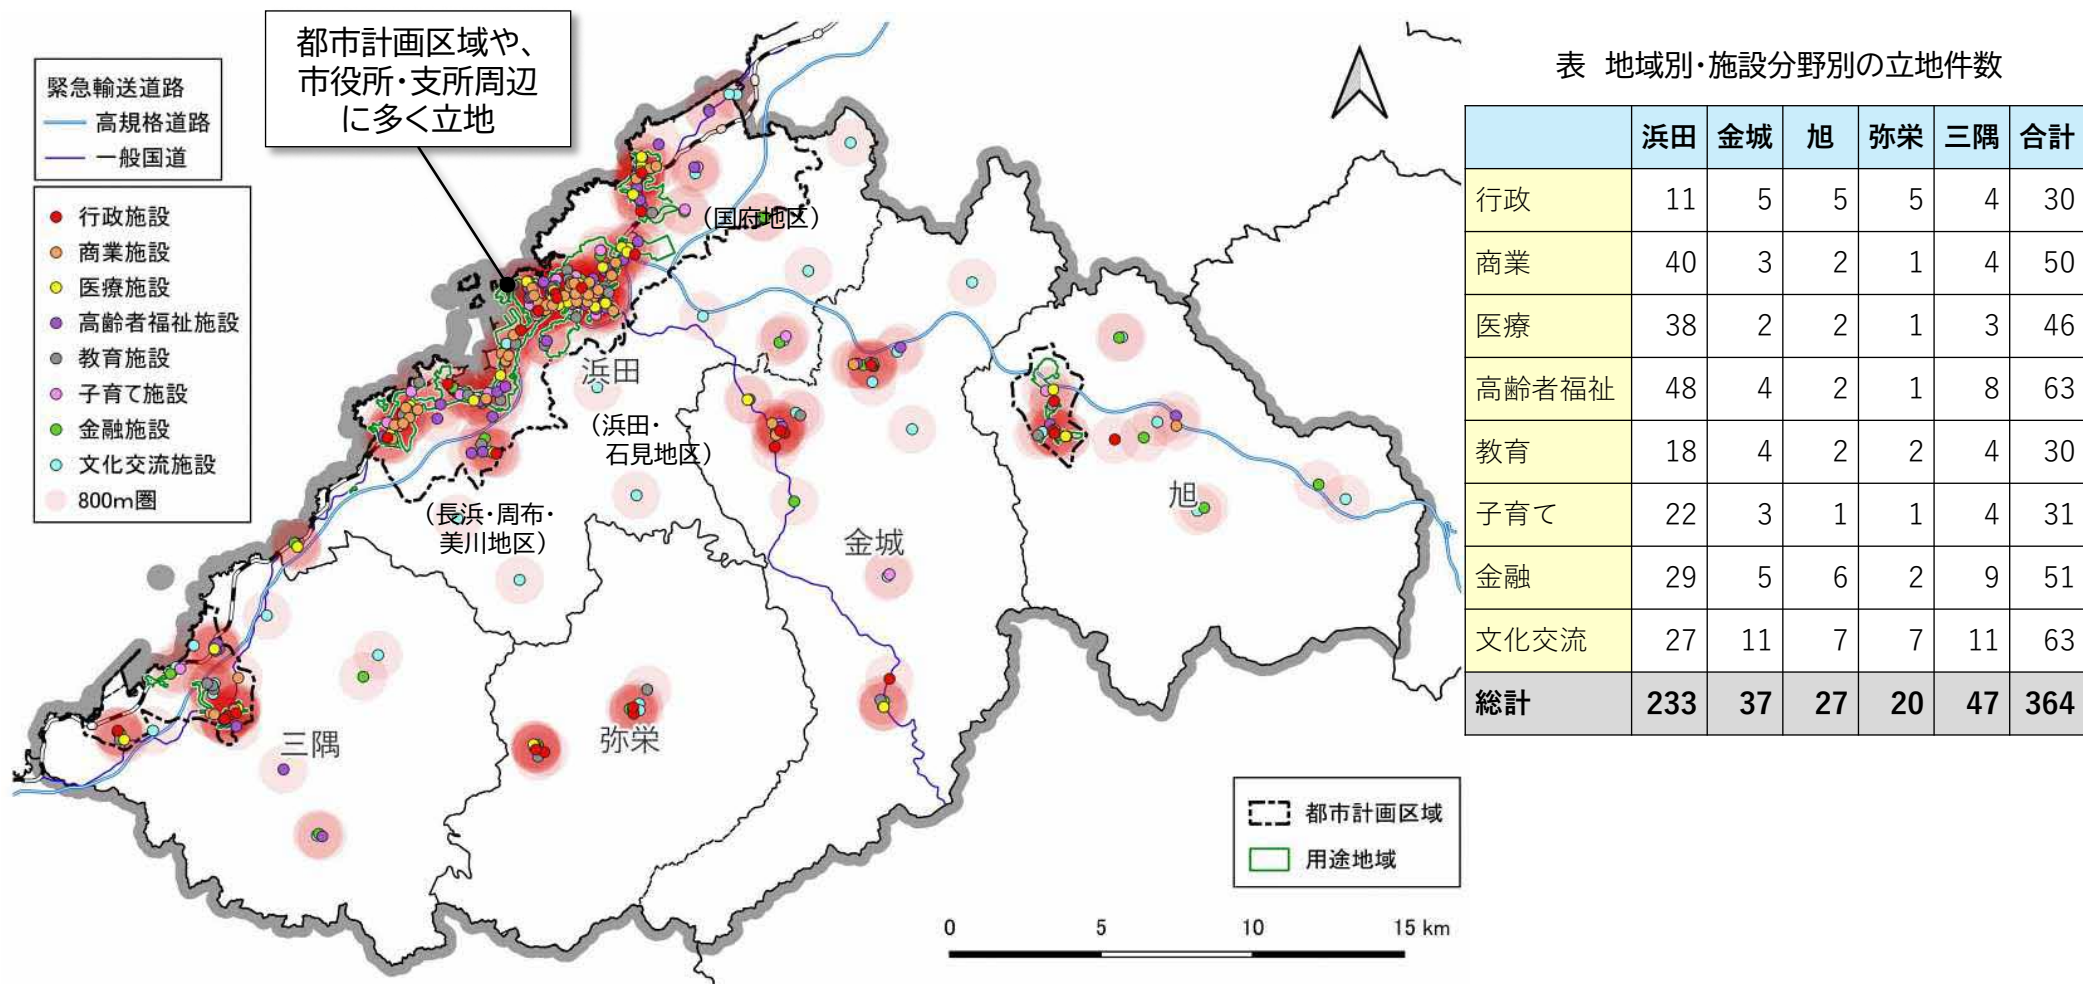 都市計画区域や、
市役所・支所周辺
に多く立地
緊急輸送道路
高規格道路
一般国道
行政施設
商業施設
医療施設
高齢者福祉施設
教育施設
子育て施設
金融施設
文化交流施設
800m圏
（国府地区）
浜田
（浜田・
石見地区）
（長浜・周布・
美川地区）
金城
旭
三隅
弥栄
都市計画区域
用途地域
0 5 10 15 km
表 地域別・施設分野別の立地件数
浜田 金城 旭 弥栄 三隅 合計
行政 11 5 5 5 4 30
商業 40 3 2 1 4 50
医療 38 2 2 1 3 46
高齢者福祉 48 4 2 1 8 63
教育 18 4 2 2 4 30
子育て 22 3 1 1 4 31
金融 29 5 6 2 9 51
文化交流 27 11 7 7 11 63
総計 233 37 27 20 47 364